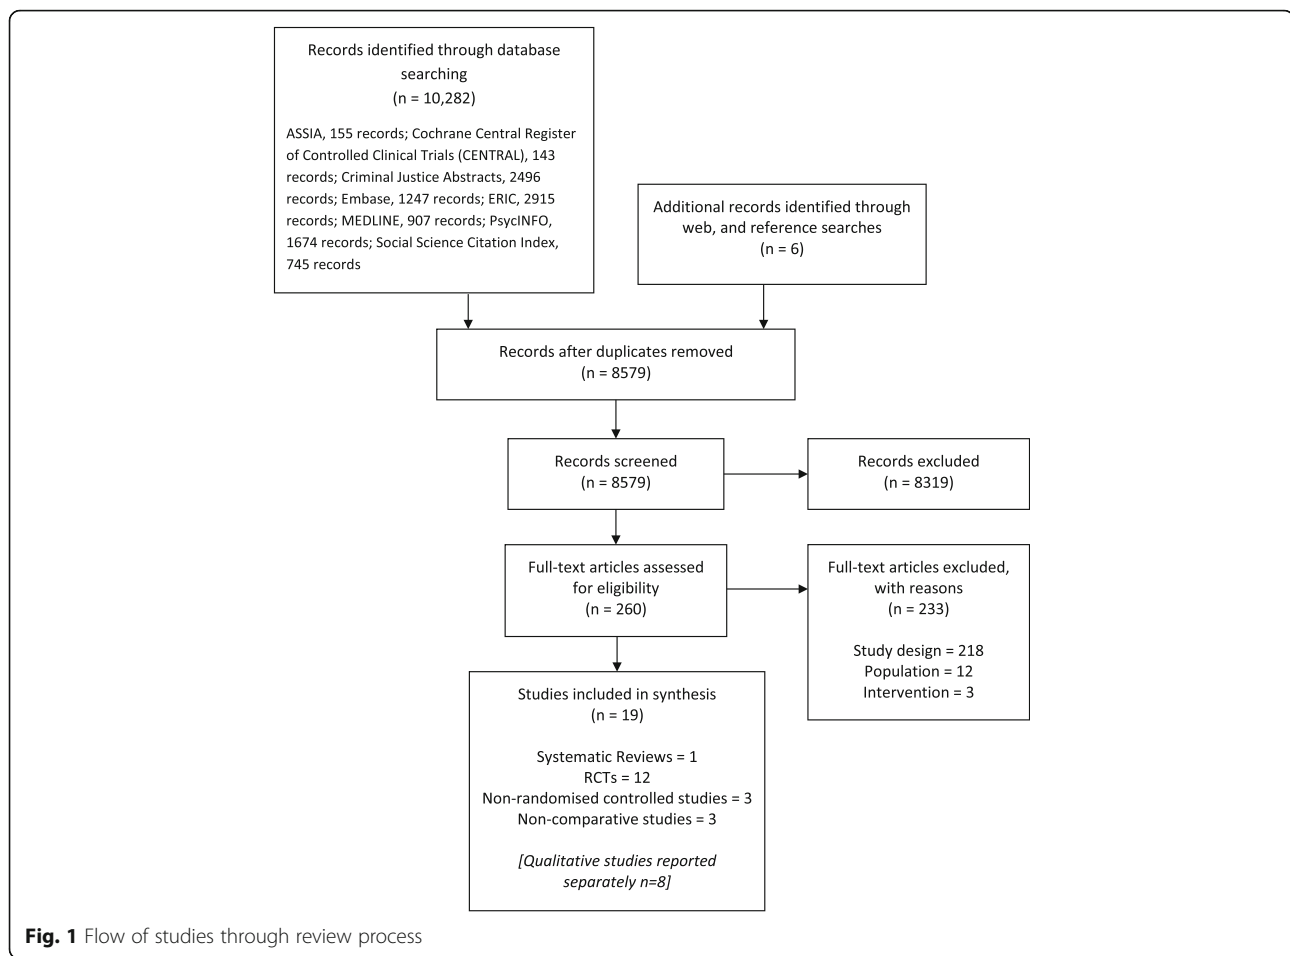 Records identified through database
searching
(n = 10,282)
ASSIA, 155 records; Cochrane Central Register
of Controlled Clinical Trials (CENTRAL), 143
records; Criminal Justice Abstracts, 2496
records; Embase, 1247 records; ERIC, 2915
records; MEDLINE, 907 records; PsycINFO,
1674 records; Social Science Citation Index,
745 records
Additional records identified through
web, and reference searches
(n = 6)
Records after duplicates removed
(n = 8579)
Records screened
(n = 8579)
Records excluded
(n = 8319)
Full-text articles assessed
for eligibility
(n = 260)
Full-text articles excluded,
with reasons
(n = 233)
Study design = 218
Population = 12
Intervention = 3
Studies included in synthesis
(n = 19)
Systematic Reviews = 1
RCTs = 12
Non-randomised controlled studies = 3
Non-comparative studies = 3
[Qualitative studies reported
separately n=8]
Fig. 1 Flow of studies through review process